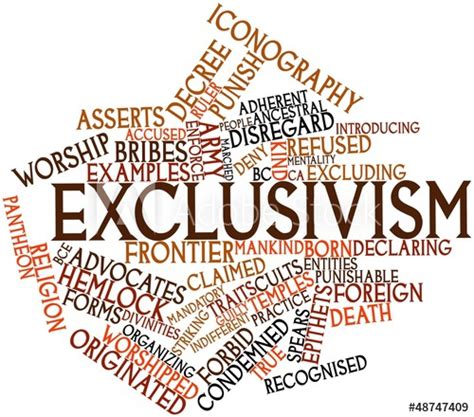 ICONOGRAPHY
DECREE
RULER
PUNISH
ASSERTS
ADHERENT
PEOPLE ANCESTRAL
ACCUSED
ARMY
DISREGARD
INTRODUCING
WORSHIP
BRIBES
ENFORCE
MARCHED
DENY
KIND
REFUSED
MENTALITY
EXAMPLES
BC
CA
EXCLUDING
EXCLUSIVISM
Adobe Stock
PANTHEON
RELIGION
BCE
FRONTIER
MANKIND
BORN
DECLARING
ADVOCATES
CLAIMED
ENTITIES
HEMLOCK
MANDATORY
TRAITS
CULTS
PUNISHABLE
FORMS
DIVINITIES
STRIKING
GUILTY
TEMPLES
EPITHETS
FOREIGN
INDIFFERENT
PRACTICE
DEATH
ORGANIZING
FORBID
SPEARS
WORSHIPPED
CONDEMNED
TRUE
ORIGINATED
RECOGNISED
#48747409